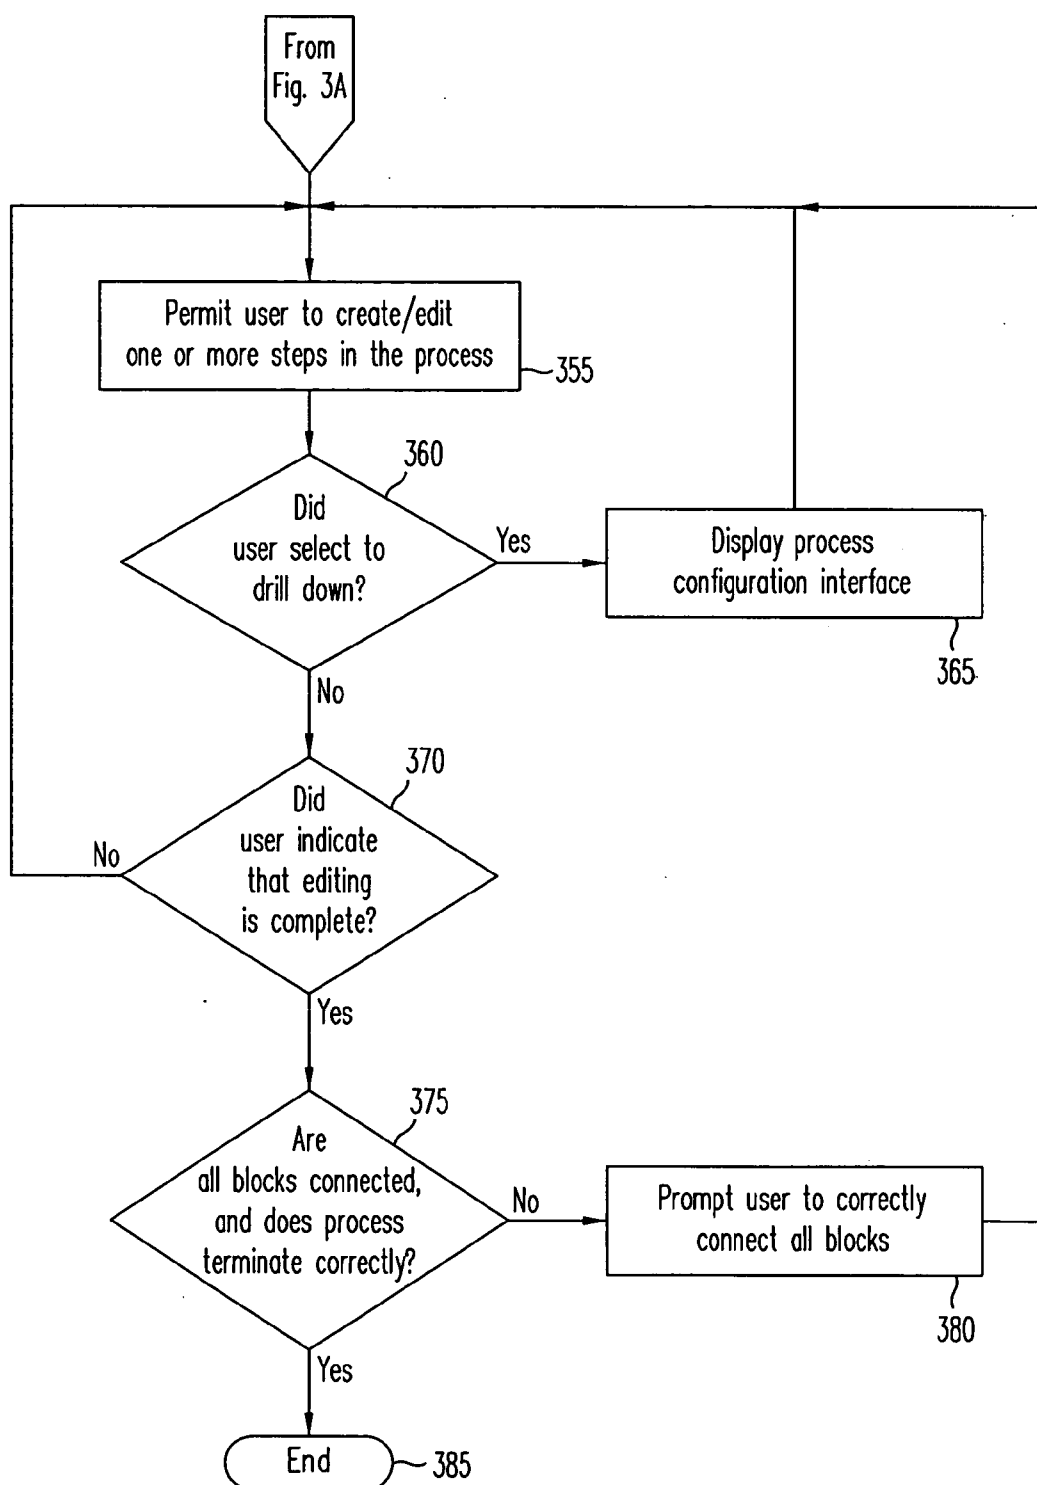 From
Fig. 3A
Permit user to create/edit
one or more steps in the process
355
360
Did
user select to
drill down?
Yes
Display process
configuration interface
365
No
370
Did
user indicate
that editing
is complete?
No
Yes
375
Are
all blocks connected,
and does process
terminate correctly?
No
Prompt user to correctly
connect all blocks
380
Yes
End
385